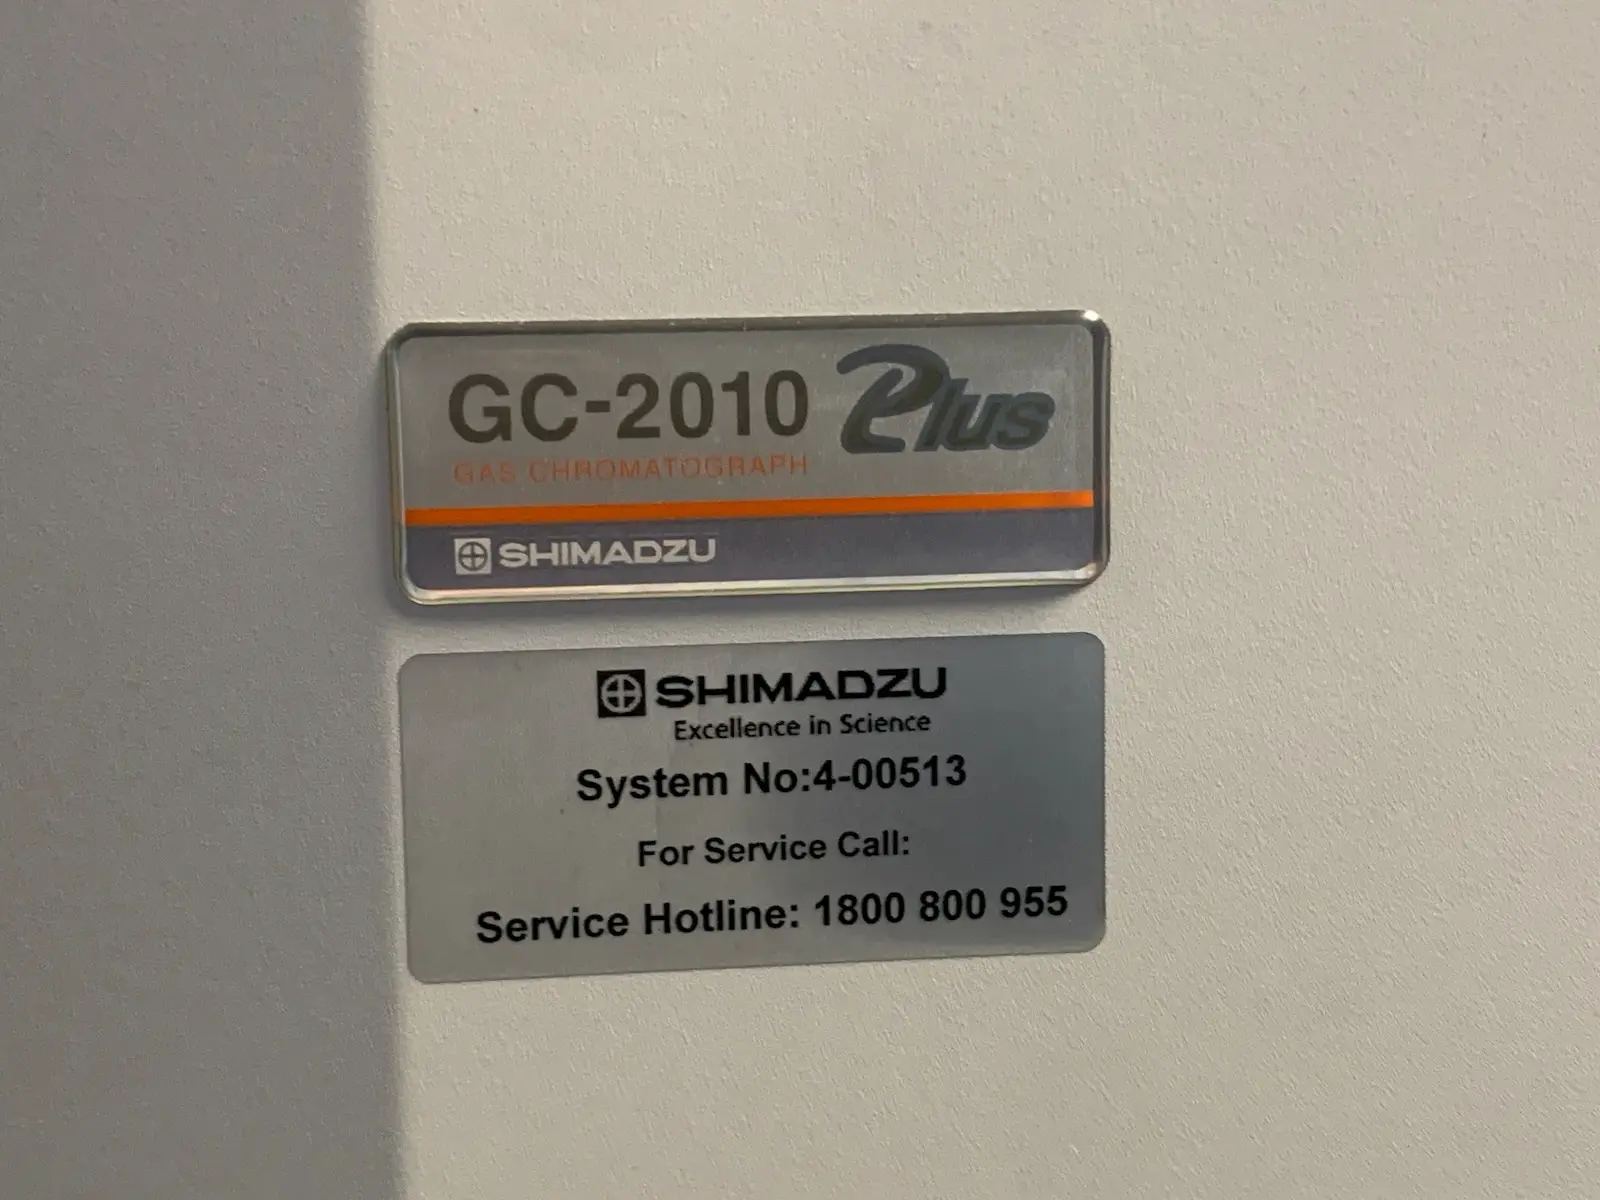 GC-2010 Plus
GAS CHROMATOGRAPH
SHIMADZU
SHIMADZU
Excellence in Science
System No:4-00513
For Service Call:
Service Hotline: 1800 800 955